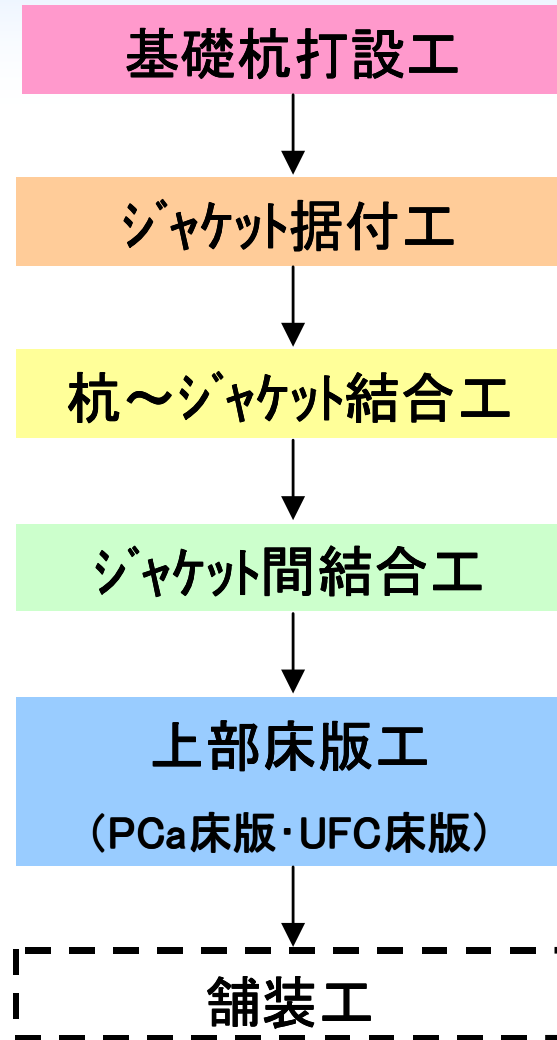 基礎杭打設工
ｼﾞｬｹｯﾄ据付工
杭～ｼﾞｬｹｯﾄ結合工
ｼﾞｬｹｯﾄ間結合工
上部床版工
（PCa床版･UFC床版）
舗装工